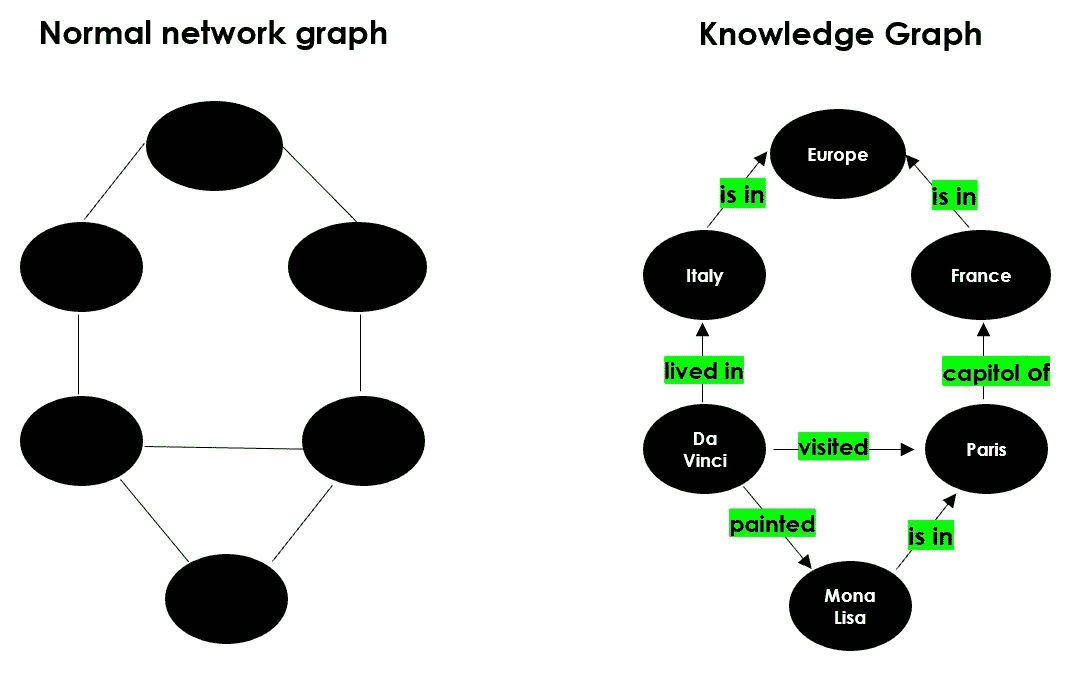 Normal network graph
Knowledge Graph
Europe
is in
is in
Italy
France
lived in
capitol of
Da
Vinci
visited
Paris
painted
is in
Mona
Lisa